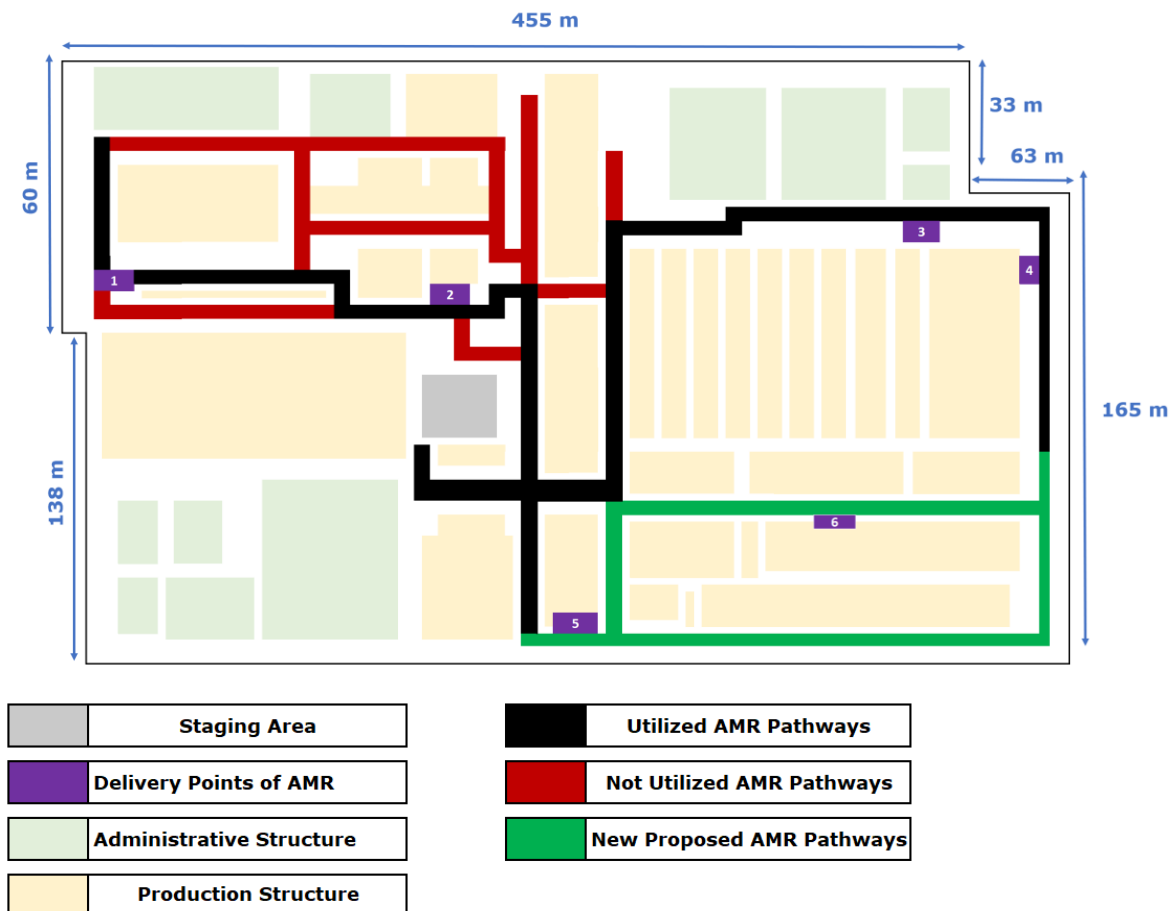 455 m
33 m
63 m
60 m
3
4
1
2
165 m
138 m
6
5
Staging Area
Utilized AMR Pathways
Delivery Points of AMR
Not Utilized AMR Pathways
Administrative Structure
New Proposed AMR Pathways
Production Structure